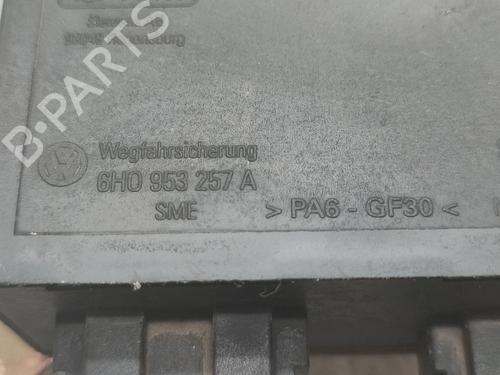 B-PARTS
Wegfahrsicherung
6H0 953 257 A
SME
> PA6 - GF30 <